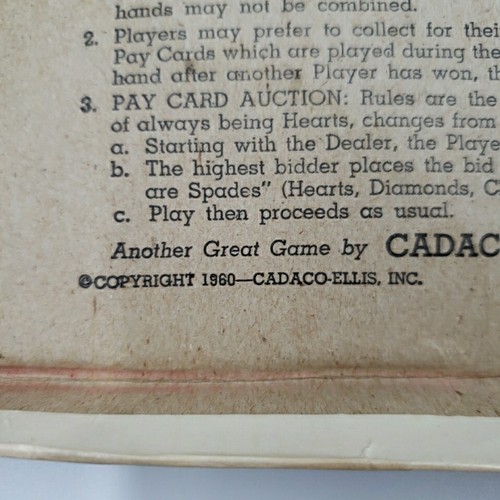 hands may not be combined.
2. Players may prefer to collect for thei
Pay Cards which are played during the
hand after another Player has won, th
3. PAY CARD AUCTION: Rules are the
of always being Hearts, changes from
a. Starting with the Dealer, the Playe
b. The highest bidder places the bid
are Spades" (Hearts, Diamonds, C
c. Play then proceeds as usual.
Another Great Game by CADAC
©COPYRIGHT 1960—CADACO-ELLIS, INC.